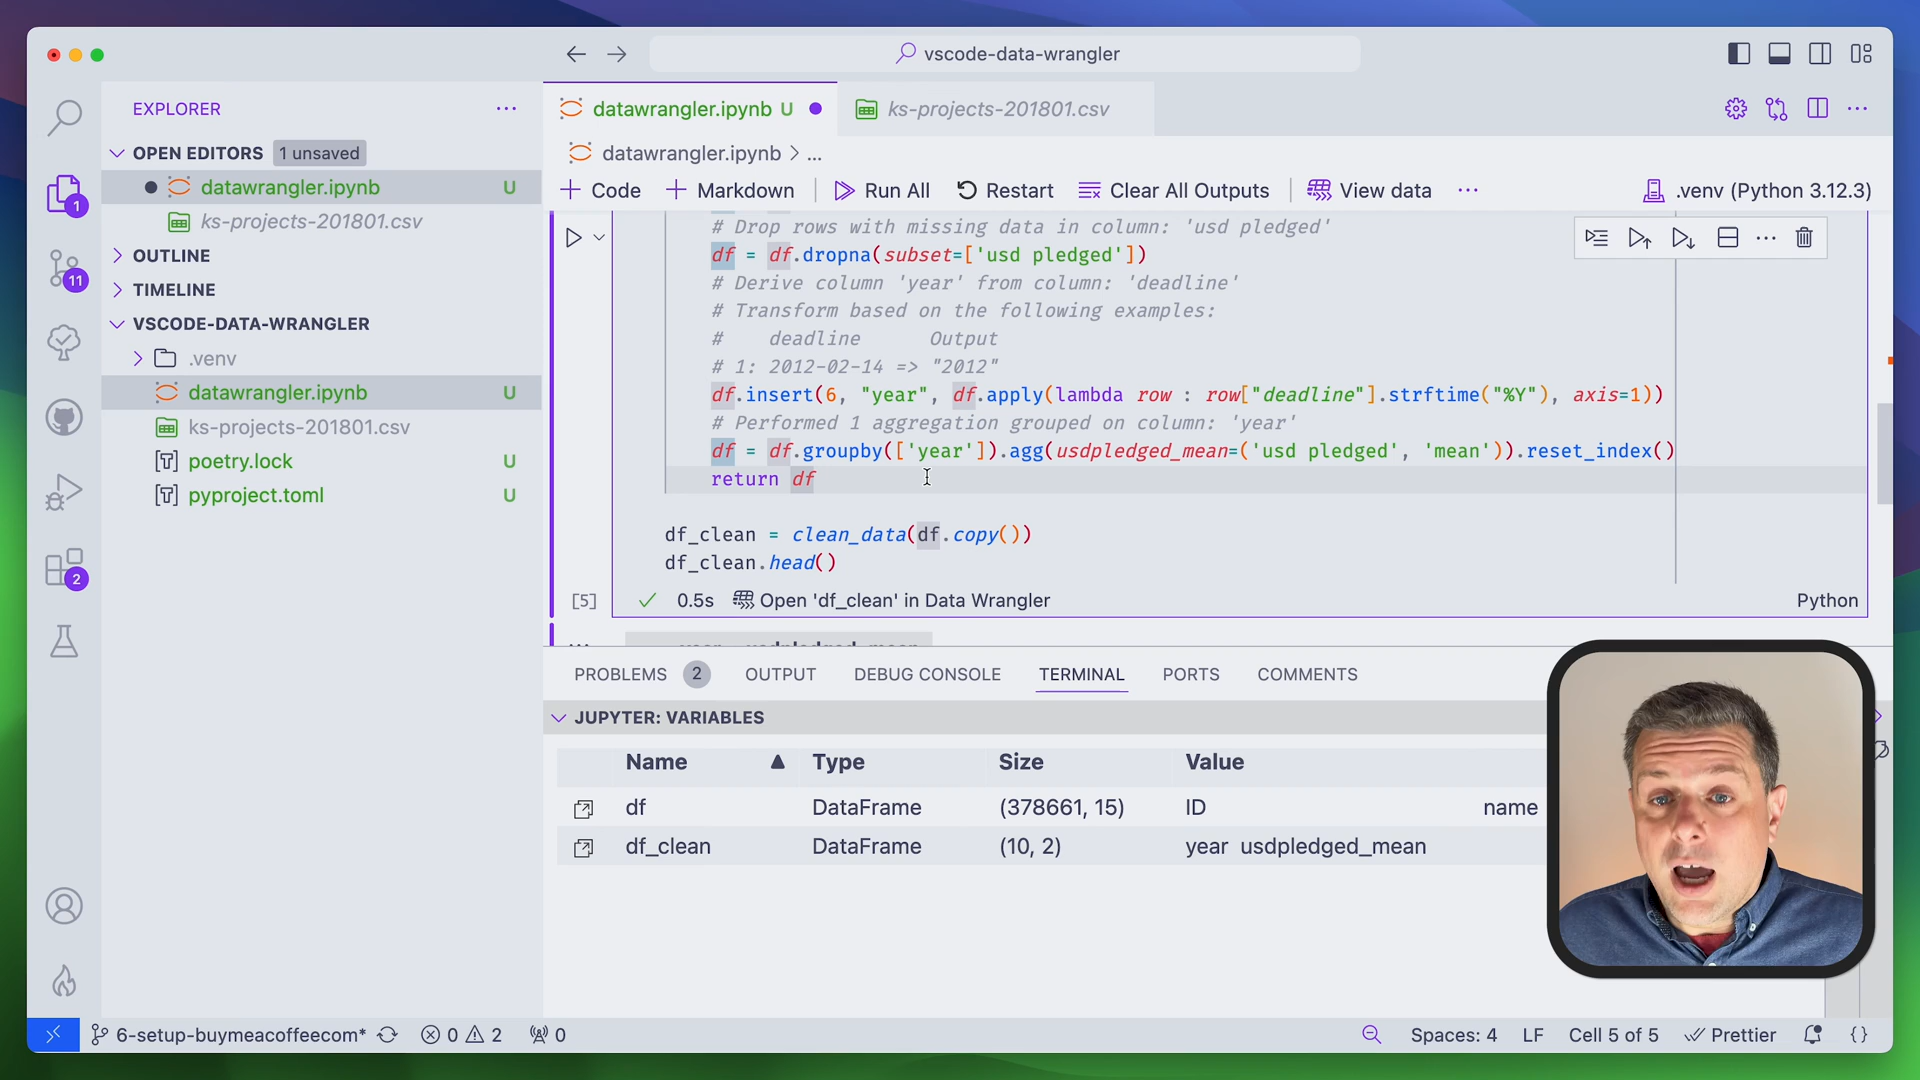 vscode-data-wrangler
EXPLORER
OPEN EDITORS 1 unsaved
datawrangler.ipynb U
ks-projects-201801.csv
OUTLINE
TIMELINE
VSCODE-DATA-WRANGLER
.venv
datawrangler.ipynb U
ks-projects-201801.csv
poetry.lock U
pyproject.toml U
1
11
2
datawrangler.ipynb U
ks-projects-201801.csv
datawrangler.ipynb > ...
Code Markdown Run All Restart Clear All Outputs View data ... .venv (Python 3.12.3)
# Drop rows with missing data in column: 'usd pledged'
df = df.dropna(subset=['usd pledged'])
# Derive column 'year' from column: 'deadline'
# Transform based on the following examples:
#    deadline      Output
# 1: 2012-02-14 => "2012"
df.insert(6, "year", df.apply(lambda row : row["deadline"].strftime("%Y"), axis=1))
# Performed 1 aggregation grouped on column: 'year'
df = df.groupby(['year']).agg(usdpledged_mean=('usd pledged', 'mean')).reset_index()
return df
df_clean = clean_data(df.copy())
df_clean.head()
[5] 0.5s Open 'df_clean' in Data Wrangler Python
year usdpledged_mean
PROBLEMS 2 OUTPUT DEBUG CONSOLE TERMINAL PORTS COMMENTS
JUPYTER: VARIABLES
Name Type Size Value
df DataFrame (378661, 15) ID name
df_clean DataFrame (10, 2) year usdpledged_mean
6-setup-buymeacoffeecom* 0 2 0 Spaces: 4 LF Cell 5 of 5 Prettier {}